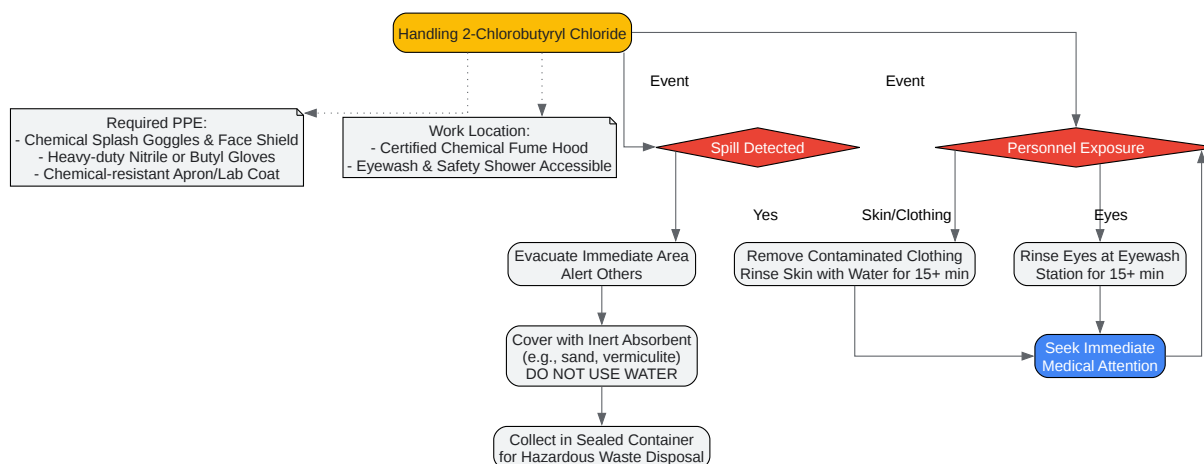 Handling 2-Chlorobutyryl Chloride
Event
Event
Required PPE:
- Chemical Splash Goggles & Face Shield
- Heavy-duty Nitrile or Butyl Gloves
- Chemical-resistant Apron/Lab Coat
Work Location:
- Certified Chemical Fume Hood
- Eyewash & Safety Shower Accessible
Spill Detected
Personnel Exposure
Yes
Skin/Clothing
Eyes
Evacuate Immediate Area
Alert Others
Remove Contaminated Clothing
Rinse Skin with Water for 15+ min
Rinse Eyes at Eyewash
Station for 15+ min
Cover with Inert Absorbent
(e.g., sand, vermiculite)
DO NOT USE WATER
Seek Immediate
Medical Attention
Collect in Sealed Container
for Hazardous Waste Disposal